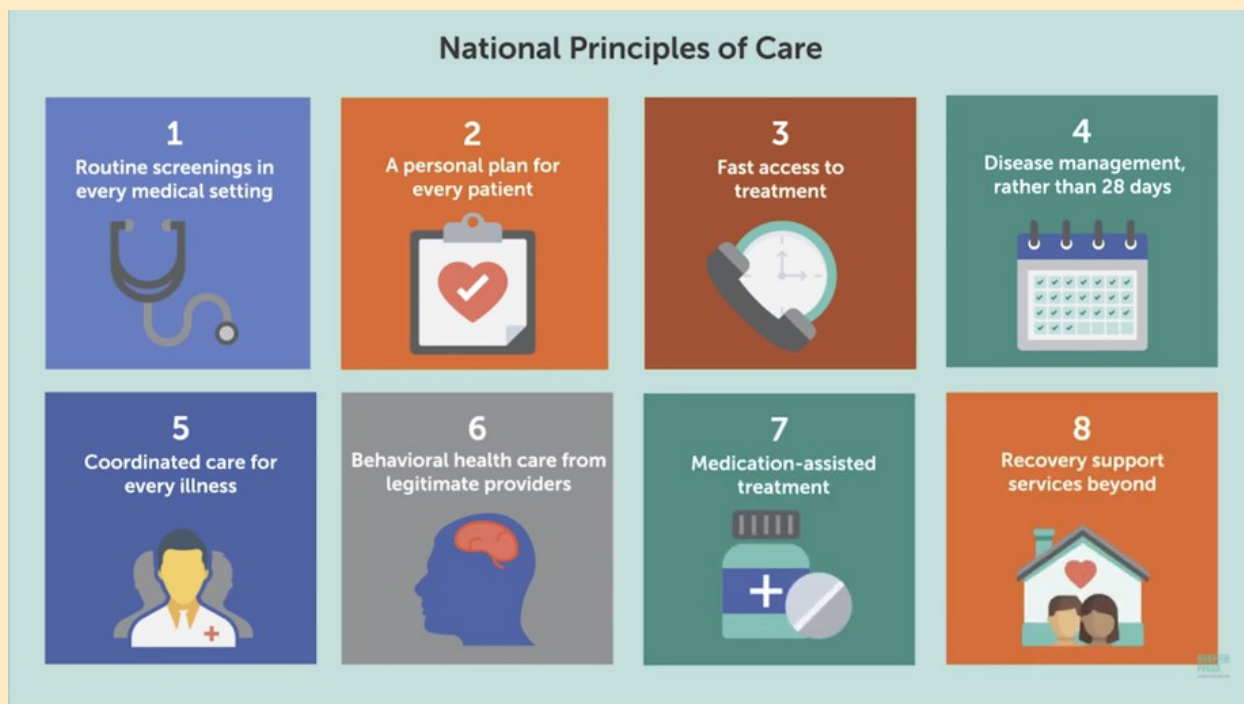 National Principles of Care
1
Routine screenings in
every medical setting
2
A personal plan for
every patient
3
Fast access to
treatment
4
Disease management,
rather than 28 days
5
Coordinated care for
every illness
6
Behavioral health care from
legitimate providers
7
Medication-assisted
treatment
8
Recovery support
services beyond